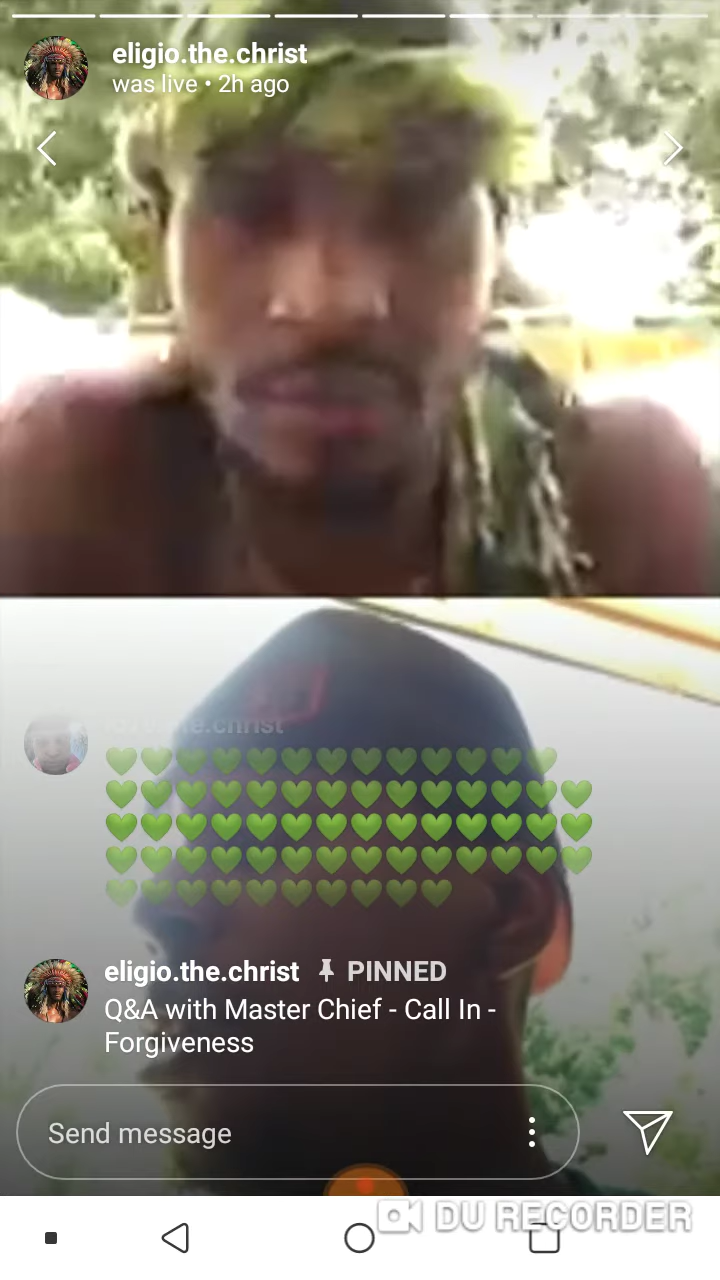 eligio.the.christ
was live • 2h ago
eligio.the.christ PINNED
Q&A with Master Chief - Call In -
Forgiveness
Send message
DU RECORDER